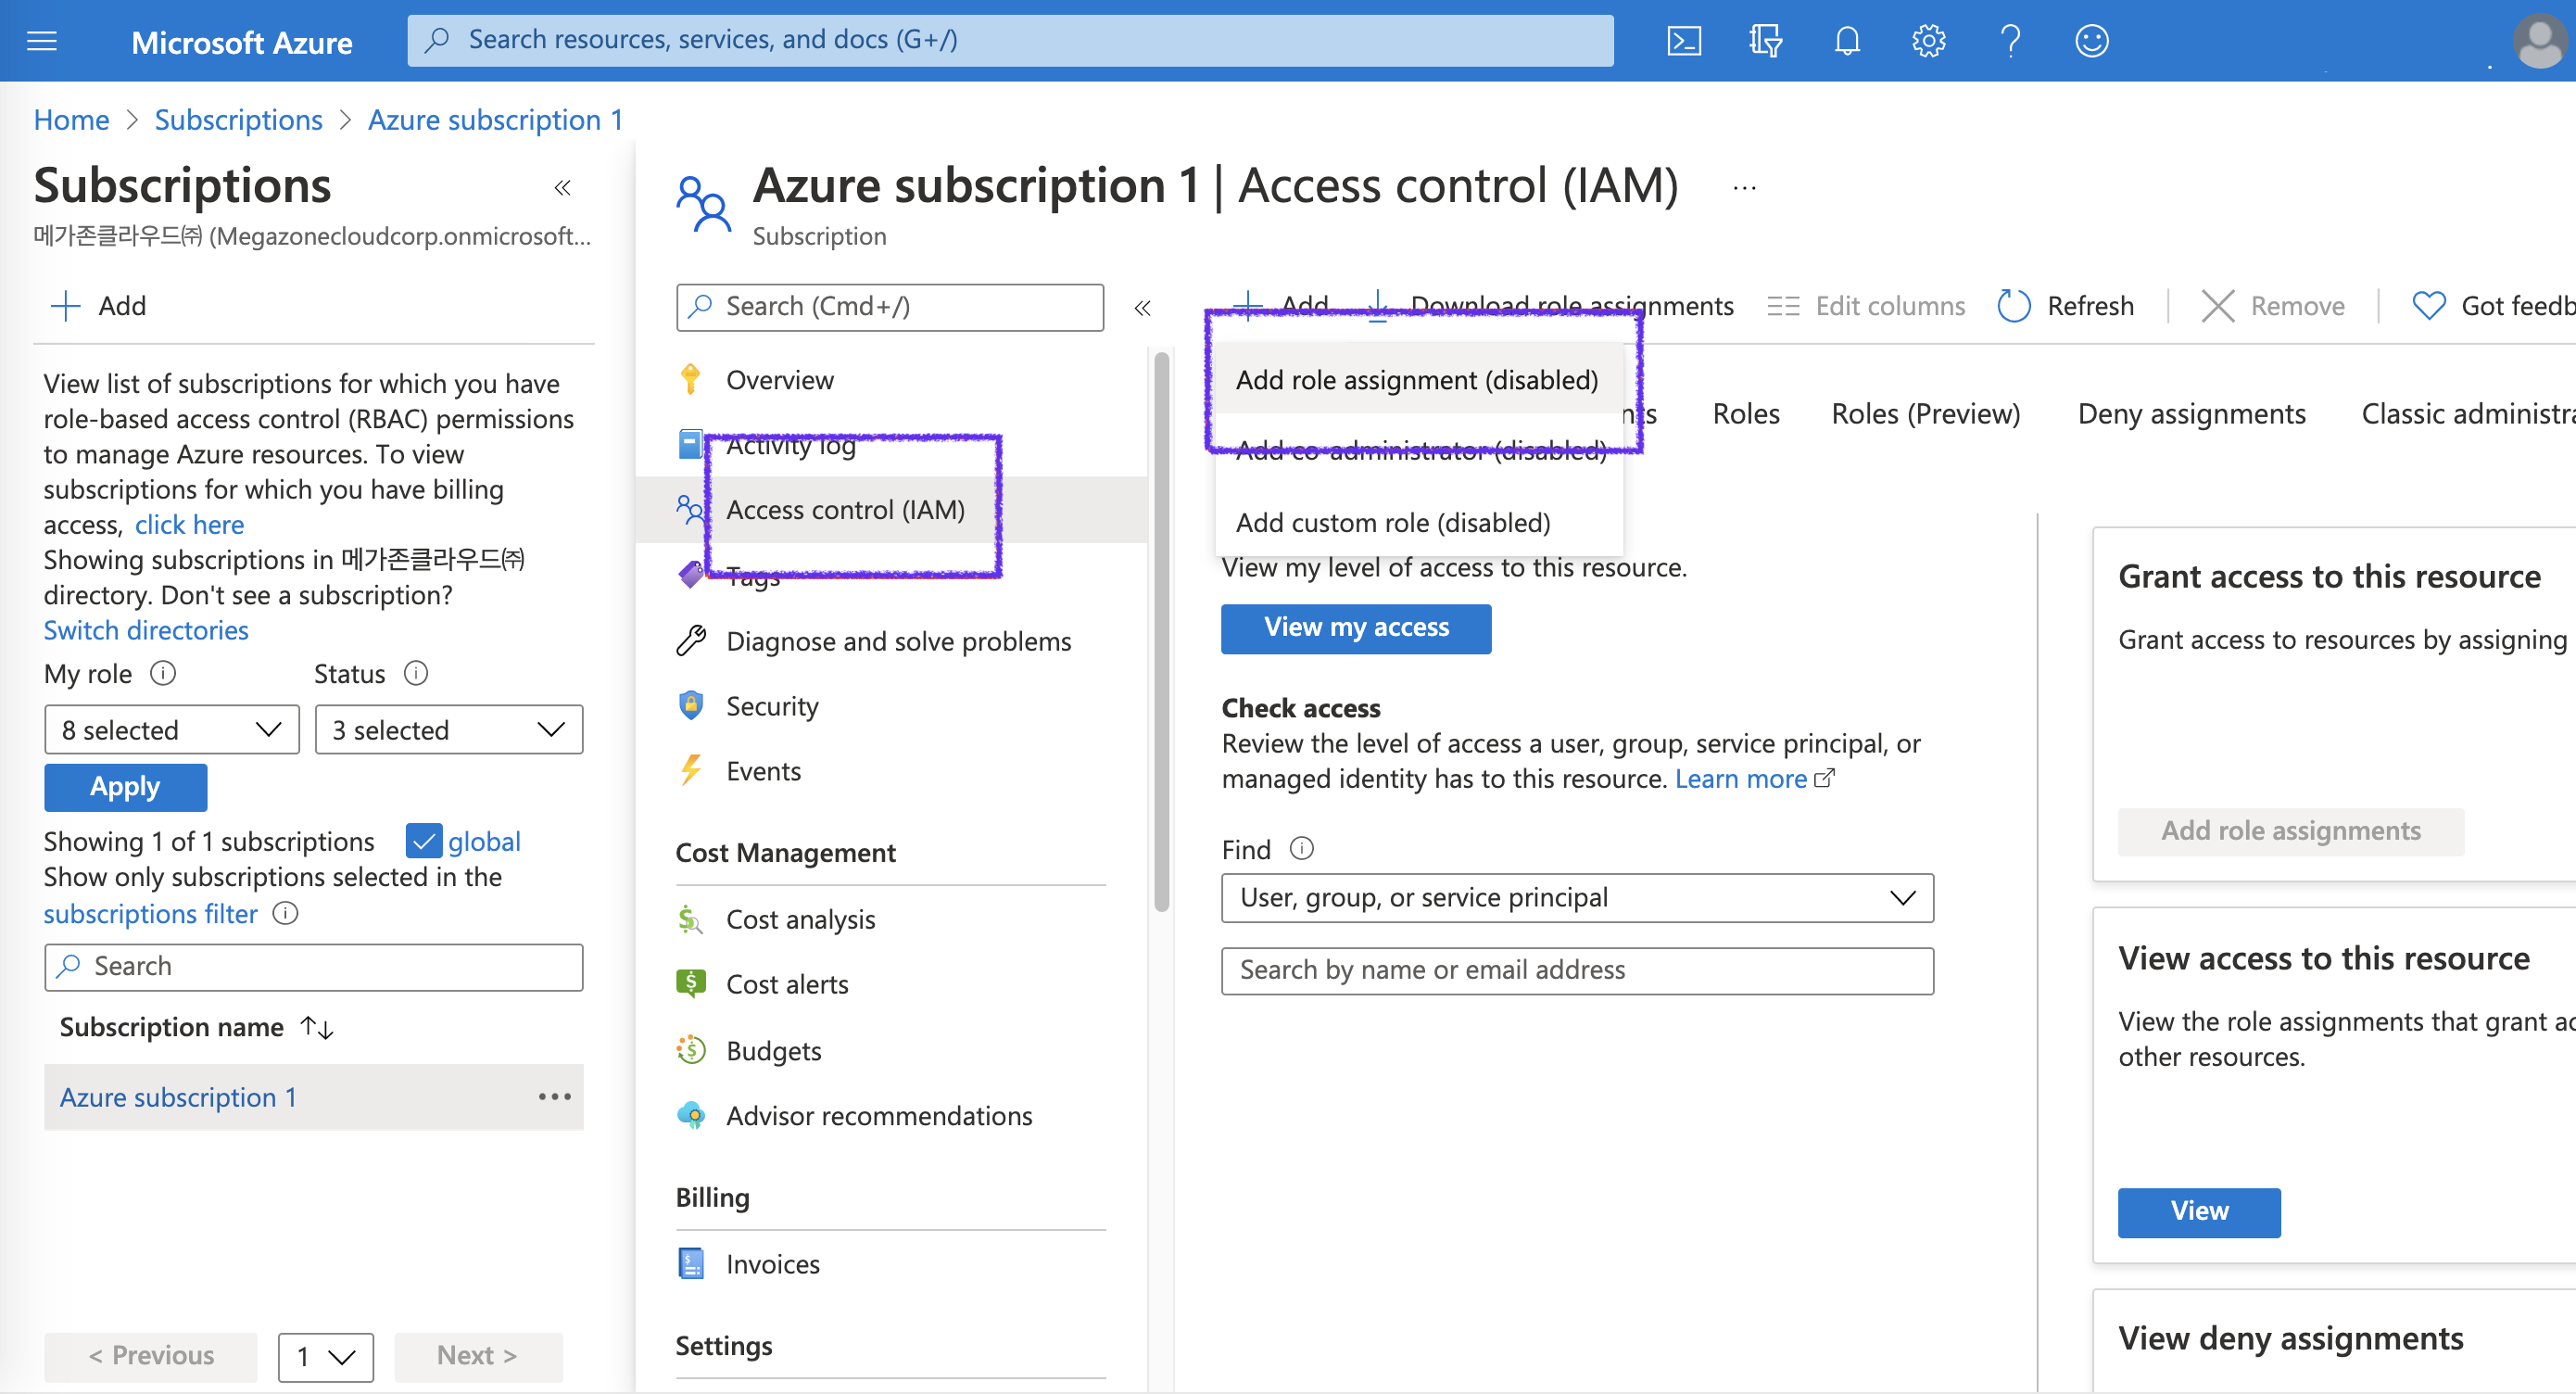 Microsoft Azure
Search resources, services, and docs (G+/)
Home > Subscriptions > Azure subscription 1
Subscriptions
메가존클라우드㈜ (Megazonecloudcorp.onmicrosoft...
Add
View list of subscriptions for which you have
role-based access control (RBAC) permissions
to manage Azure resources. To view
subscriptions for which you have billing
access, click here
Showing subscriptions in 메가존클라우드㈜
directory. Don't see a subscription?
Switch directories
My role
Status
8 selected
3 selected
Apply
Showing 1 of 1 subscriptions global
Show only subscriptions selected in the
subscriptions filter
Search
Subscription name
Azure subscription 1
< Previous
1
Next >
Azure subscription 1 | Access control (IAM) ...
Subscription
Search (Cmd+/)
Overview
Activity log
Access control (IAM)
Tags
Diagnose and solve problems
Security
Events
Cost Management
Cost analysis
Cost alerts
Budgets
Advisor recommendations
Billing
Invoices
Settings
Add
Download role assignments
Edit columns
Refresh
Remove
Got feedb
Add role assignment (disabled)
Add co-administrator (disabled)
Add custom role (disabled)
Roles
Roles (Preview)
Deny assignments
Classic administra
View my level of access to this resource.
View my access
Check access
Review the level of access a user, group, service principal, or
managed identity has to this resource. Learn more
Find
User, group, or service principal
Search by name or email address
Grant access to this resource
Grant access to resources by assigning
Add role assignments
View access to this resource
View the role assignments that grant ac
other resources.
View
View deny assignments